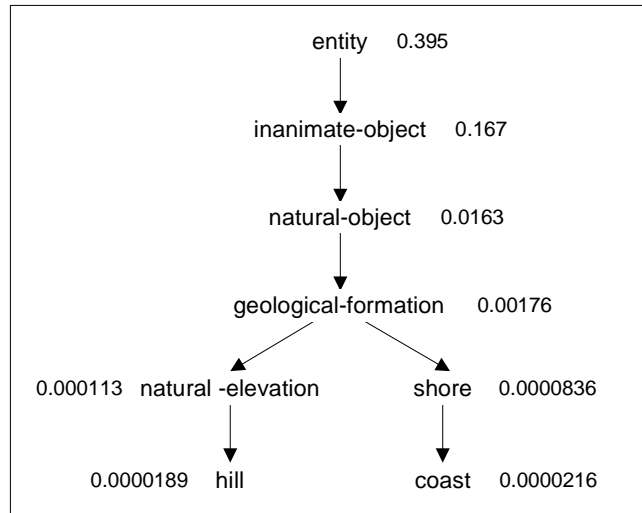 entity 0.395
inanimate-object 0.167
natural-object 0.0163
geological-formation 0.00176
0.000113 natural -elevation shore 0.0000836
0.0000189 hill coast 0.0000216